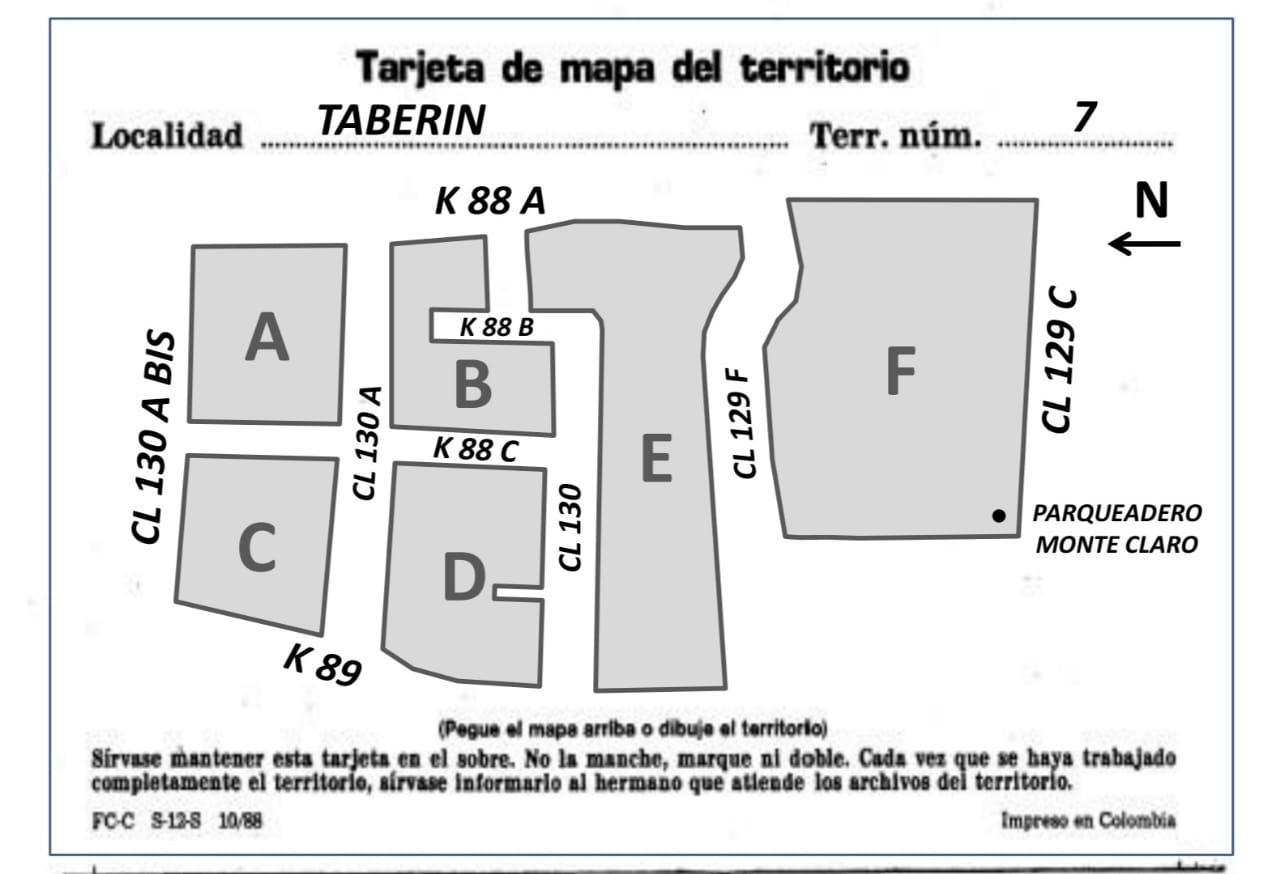 Tarjeta de mapa del territorio
Localidad TABERIN Terr. núm. 7
K 88 A
N
A
CL 130 A BIS
K 88 B
B
CL 130 A
K 88 C
C
D
CL 130
E
CL 129 F
F
CL 129 C
PARQUEADERO
MONTE CLARO
K 89
(Pegue el mapa arriba o dibuje el territorio)
Sírvase mantener esta tarjeta en el sobre. No la manche, marque ni doble. Cada vez que se haya trabajado
completamente el territorio, sírvase informarlo al hermano que atiende los archivos del territorio.
FC-C S-12-S 10/88 Impreso en Colombia